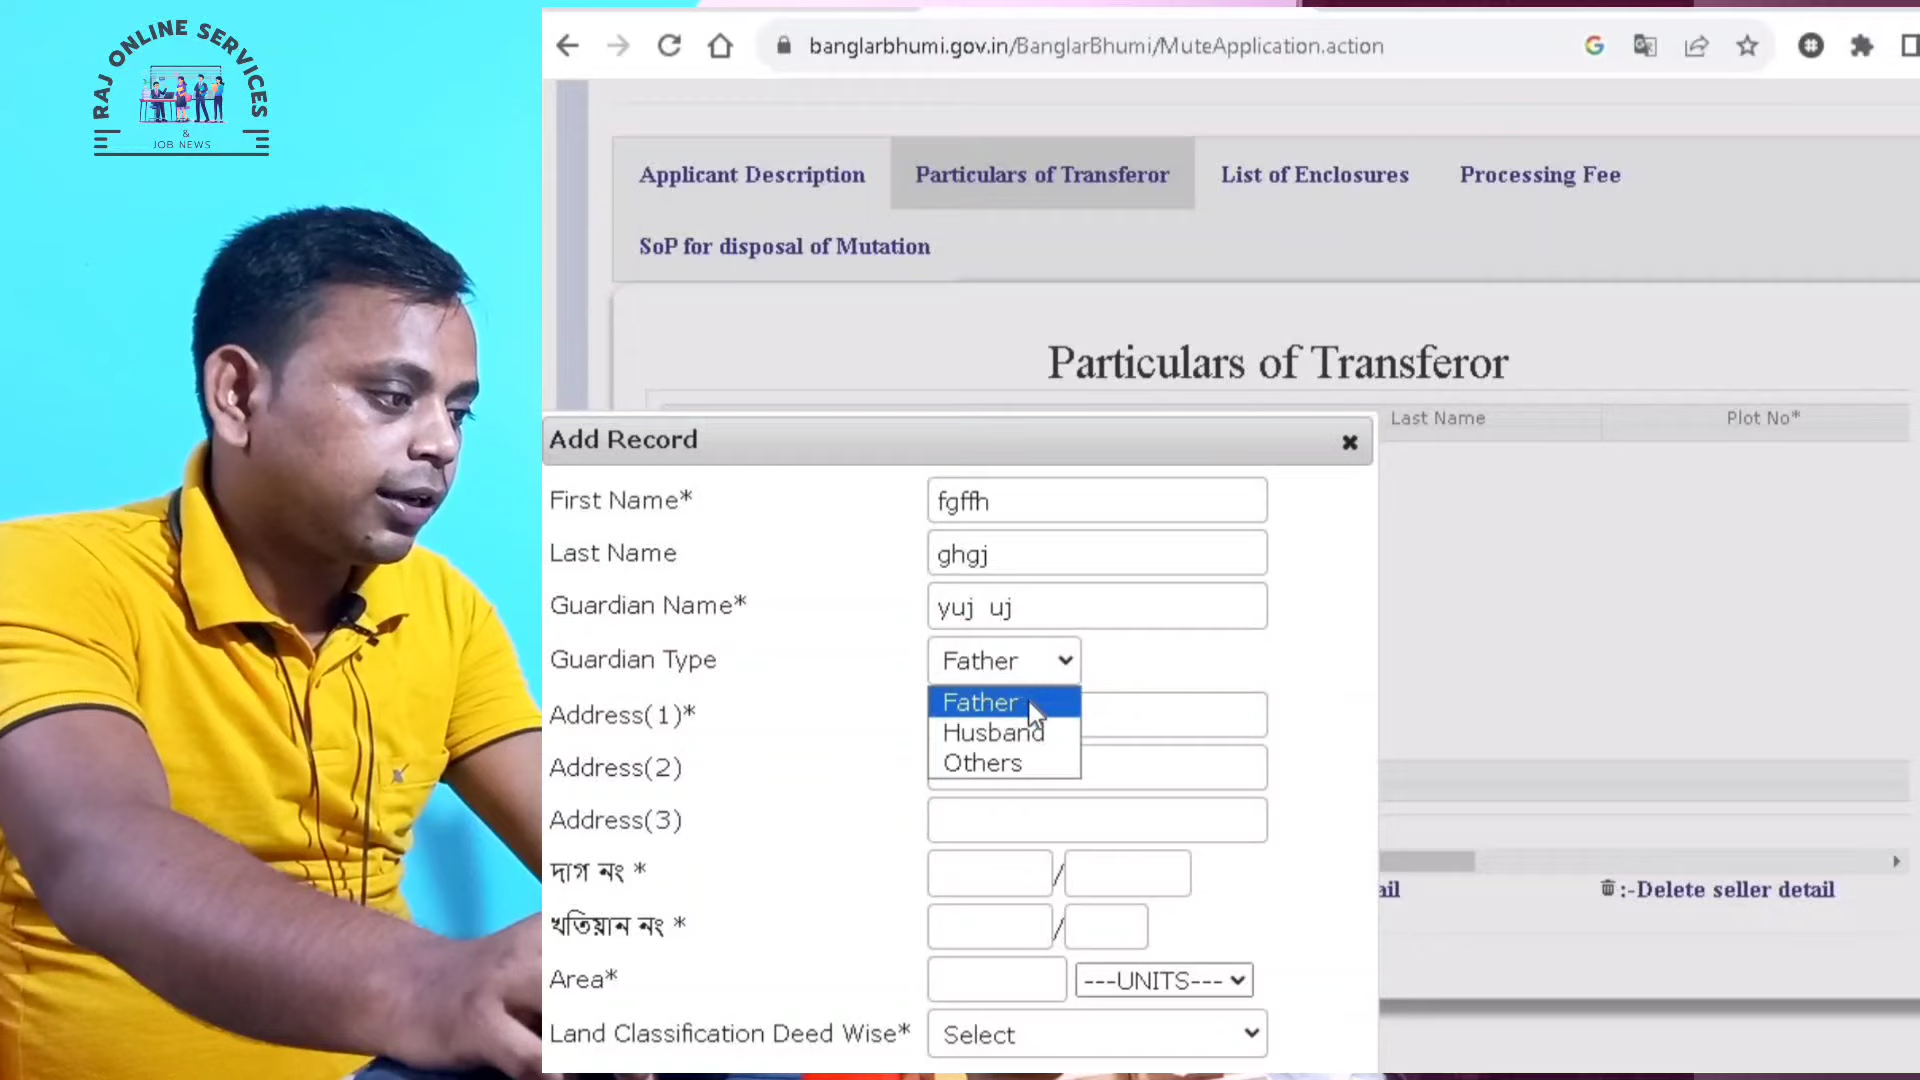 RAJ ONLINE SERVICES
&
JOB NEWS
banglarbhumi.gov.in/BanglarBhumi/MuteApplication.action
Applicant Description
Particulars of Transferor
List of Enclosures
Processing Fee
SoP for disposal of Mutation
Particulars of Transferor
Last Name
Plot No*
Add Record
First Name*
fgffh
Last Name
ghgj
Guardian Name*
yuj uj
Guardian Type
Father
Father
Husband
Others
Address(1)*
Address(2)
Address(3)
দাগ নং *
/
খতিয়ান নং *
/
Area*
---UNITS---
Land Classification Deed Wise*
Select
ail
:-Delete seller detail